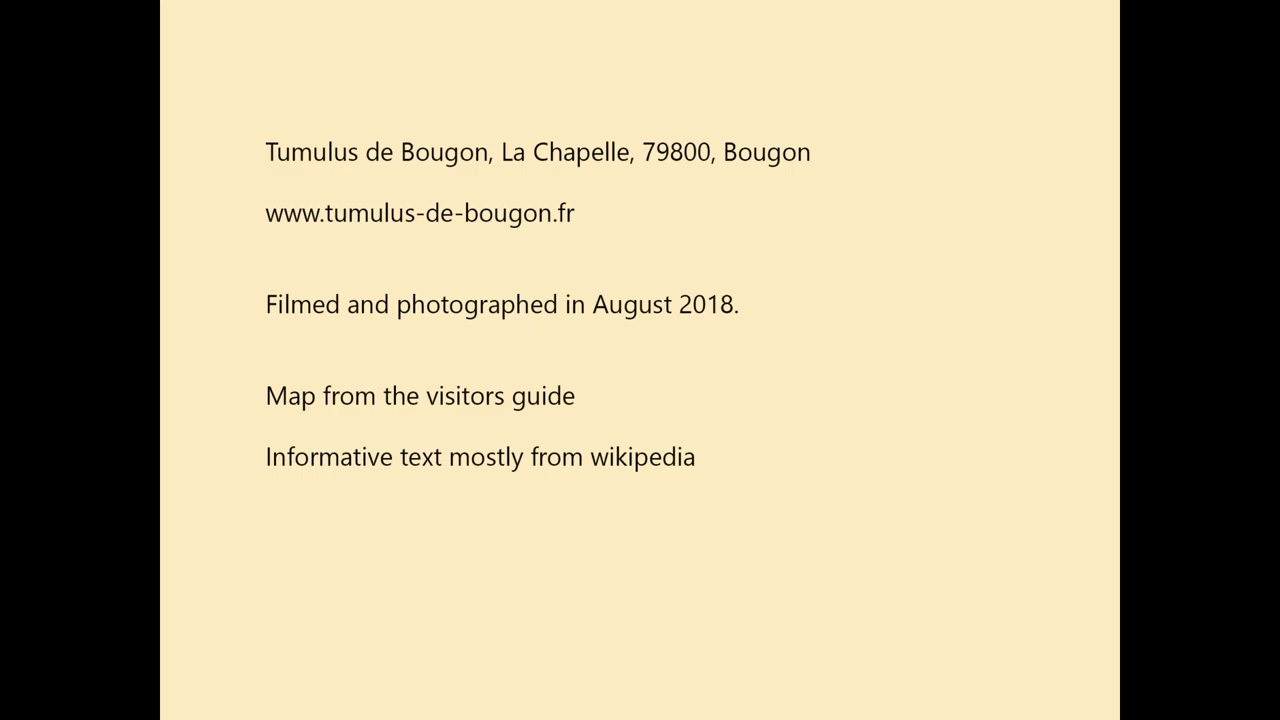 Tumulus de Bougon, La Chapelle, 79800, Bougon
www.tumulus-de-bougon.fr
Filmed and photographed in August 2018.
Map from the visitors guide
Informative text mostly from wikipedia